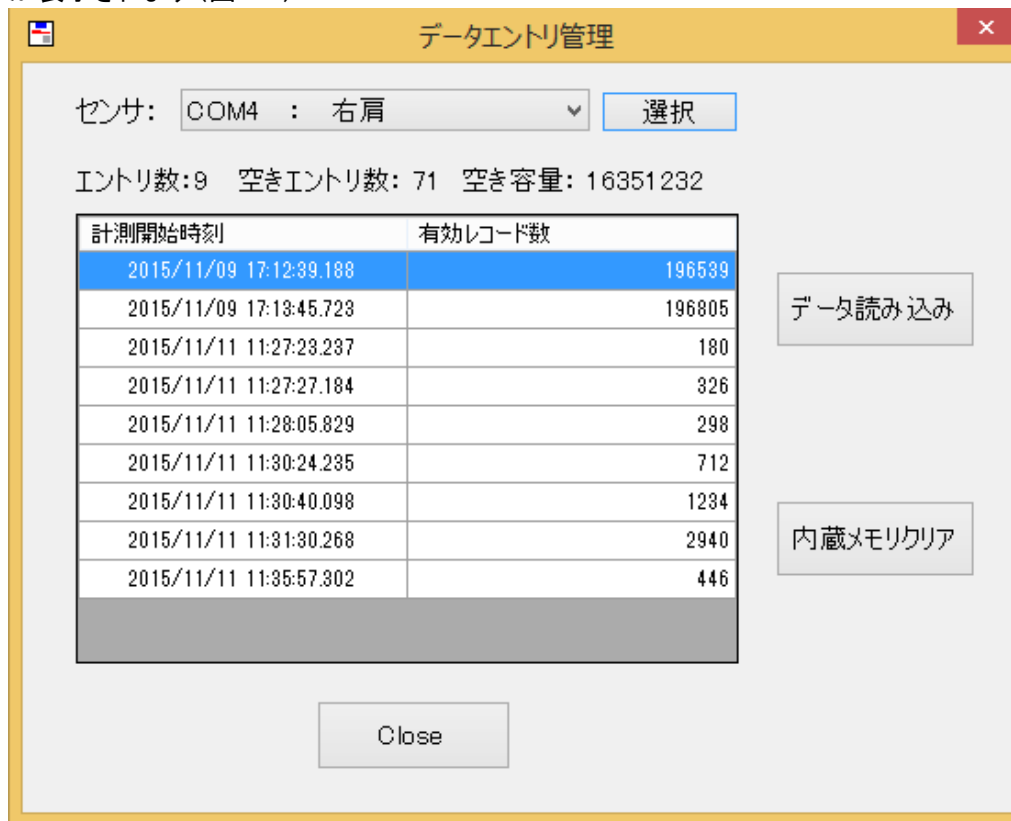 データエントリ管理
センサ: COM4 : 右肩 選択
エントリ数:9 空きエントリ数: 71 空き容量: 16351232
計測開始時刻 有効レコード数
2015/11/09 17:12:39.188 196539
2015/11/09 17:13:45.723 196805
2015/11/11 11:27:23.237 180
2015/11/11 11:27:27.184 326
2015/11/11 11:28:05.829 298
2015/11/11 11:30:24.235 712
2015/11/11 11:30:40.098 1234
2015/11/11 11:31:30.268 2940
2015/11/11 11:35:57.302 446
データ読み込み
内蔵メモリクリア
Close